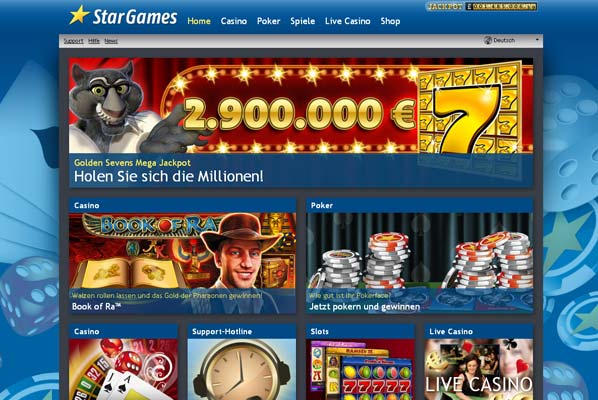 StarGames
JACKPOT
Home Casino Poker Spiele Live Casino Shop
Support Hilfe News
Deutsch
2.900.000 €
7
Golden Sevens Mega Jackpot
Holen Sie sich die Millionen!
Casino
Poker
BOOK OF RA
Walzen rollen lassen und das Gold der Pharaonen gewinnen!
Book of Ra™
Wie gut ist Ihr Pokerface?
Jetzt pokern und gewinnen
Casino
Support-Hotline
Slots
Live Casino
77777
LIVE CASINO